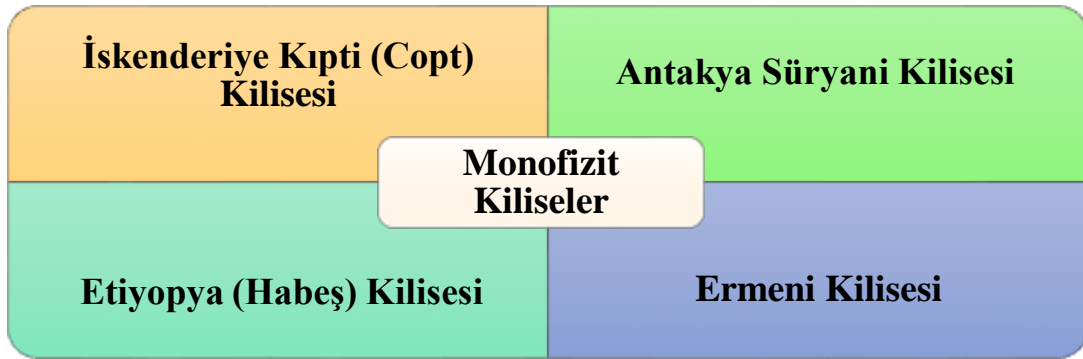 İskenderiye Kıpti (Copt)
Kilisesi
Antakya Süryani Kilisesi
Monofizit
Kiliseler
Etiyopya (Habeş) Kilisesi
Ermeni Kilisesi